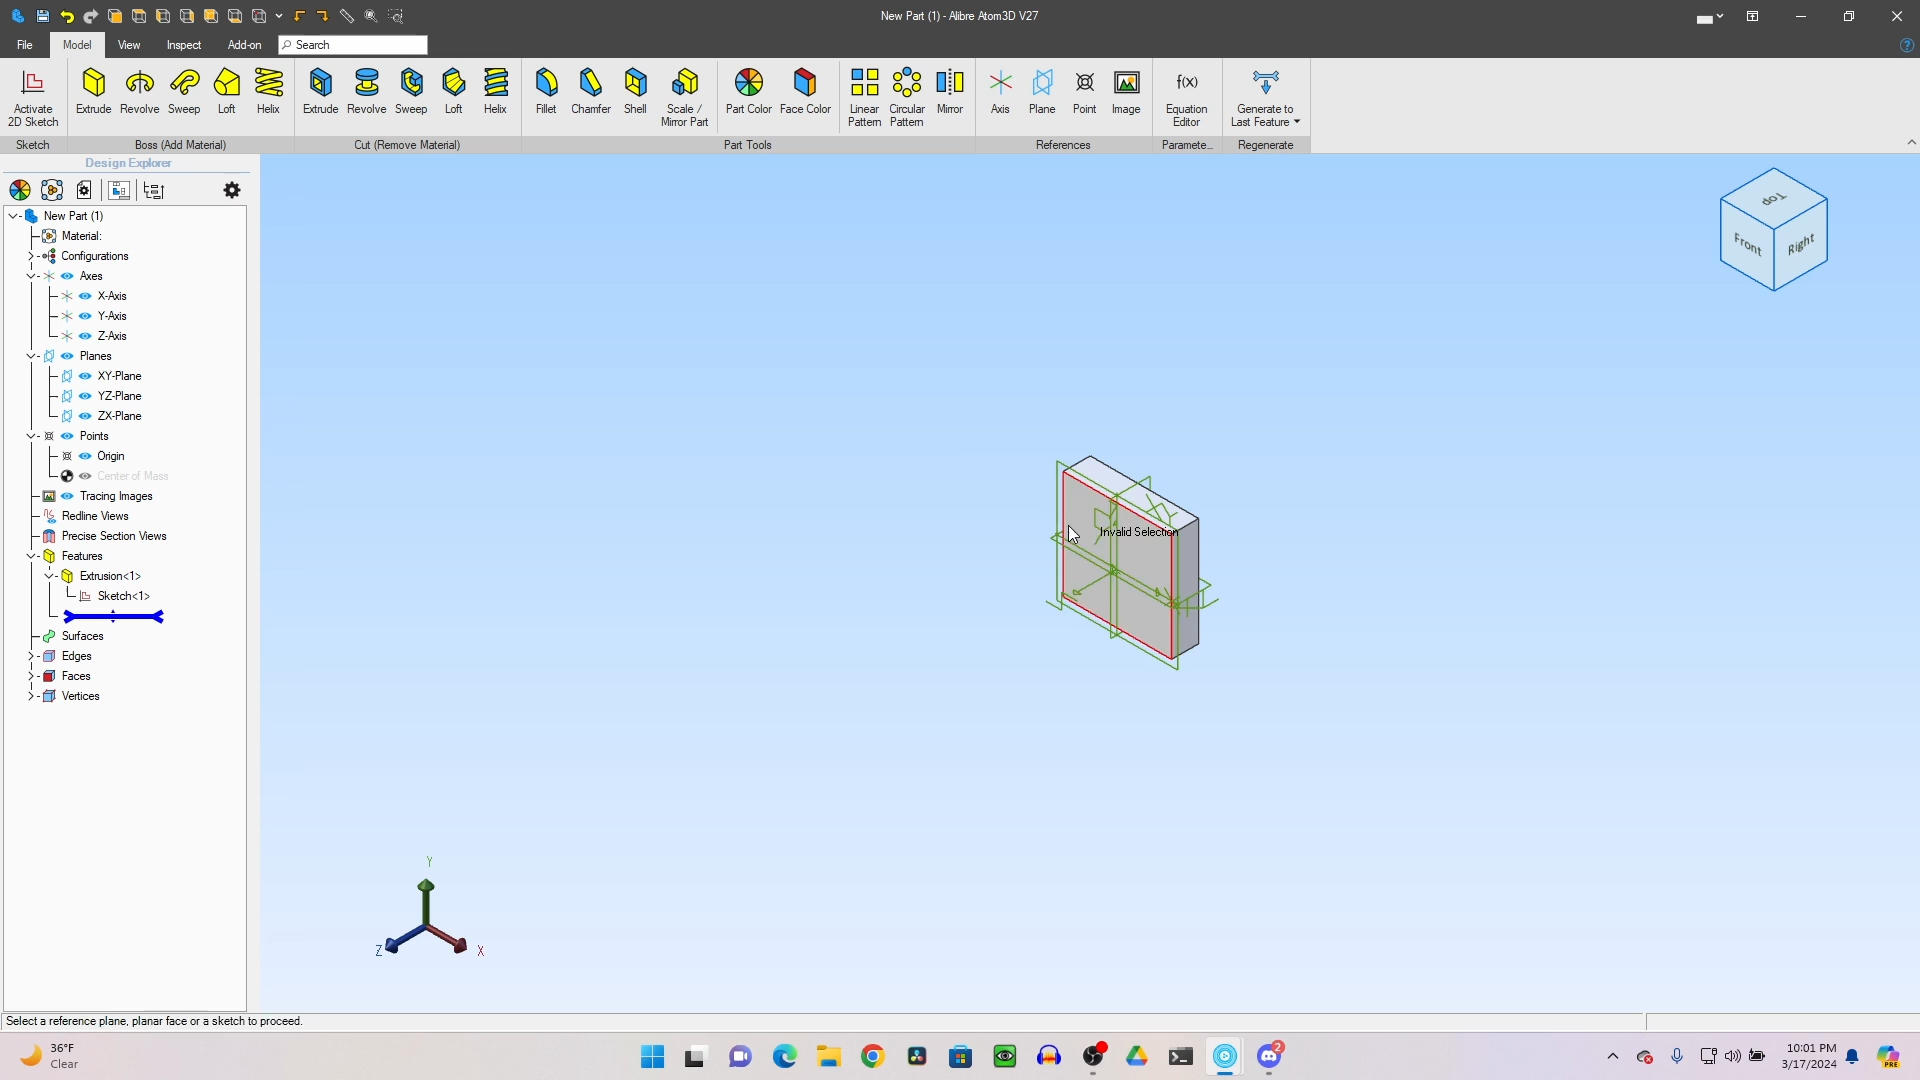 New Part (1) - Alibre Atom3D V27
File Model View Inspect Add-on Search
Activate 2D Sketch
Extrude Revolve Sweep Loft Helix
Extrude Revolve Sweep Loft Helix
Fillet Chamfer Shell Scale / Mirror Part
Part Color Face Color
Linear Pattern Circular Pattern Mirror
Axis Plane Point Image
f(x) Equation Editor
Generate to Last Feature
Sketch Boss (Add Material) Cut (Remove Material) Part Tools References Paramete... Regenerate
Design Explorer
New Part (1)
Material:
Configurations
Axes
X-Axis
Y-Axis
Z-Axis
Planes
XY-Plane
YZ-Plane
ZX-Plane
Points
Origin
Center of Mass
Tracing Images
Redline Views
Precise Section Views
Features
Extrusion<1>
Sketch<1>
Surfaces
Edges
Faces
Vertices
Top
Front Right
Invalid Selection
Y
Z X
Select a reference plane, planar face or a sketch to proceed.
36°F
Clear
2
10:01 PM
3/17/2024
PRE